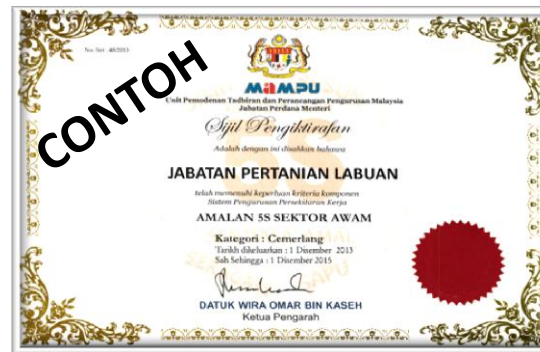 No. Siri : 48/2013
CONTOH
MAMPU
Unit Pemodenan Tadbiran dan Perancangan Pengurusan Malaysia
Jabatan Perdana Menteri
Sijil Pengiktirafan
Adalah dengan ini disahkan bahawa
JABATAN PERTANIAN LABUAN
telah memenuhi keperluan kriteria komponen
Sistem Pengurusan Persekitaran Kerja
AMALAN 5S SEKTOR AWAM
Kategori : Cemerlang
Tarikh dikeluarkan : 1 Disember 2013
Sah Sehingga : 1 Disember 2015
DATUK WIRA OMAR BIN KASEH
Ketua Pengarah